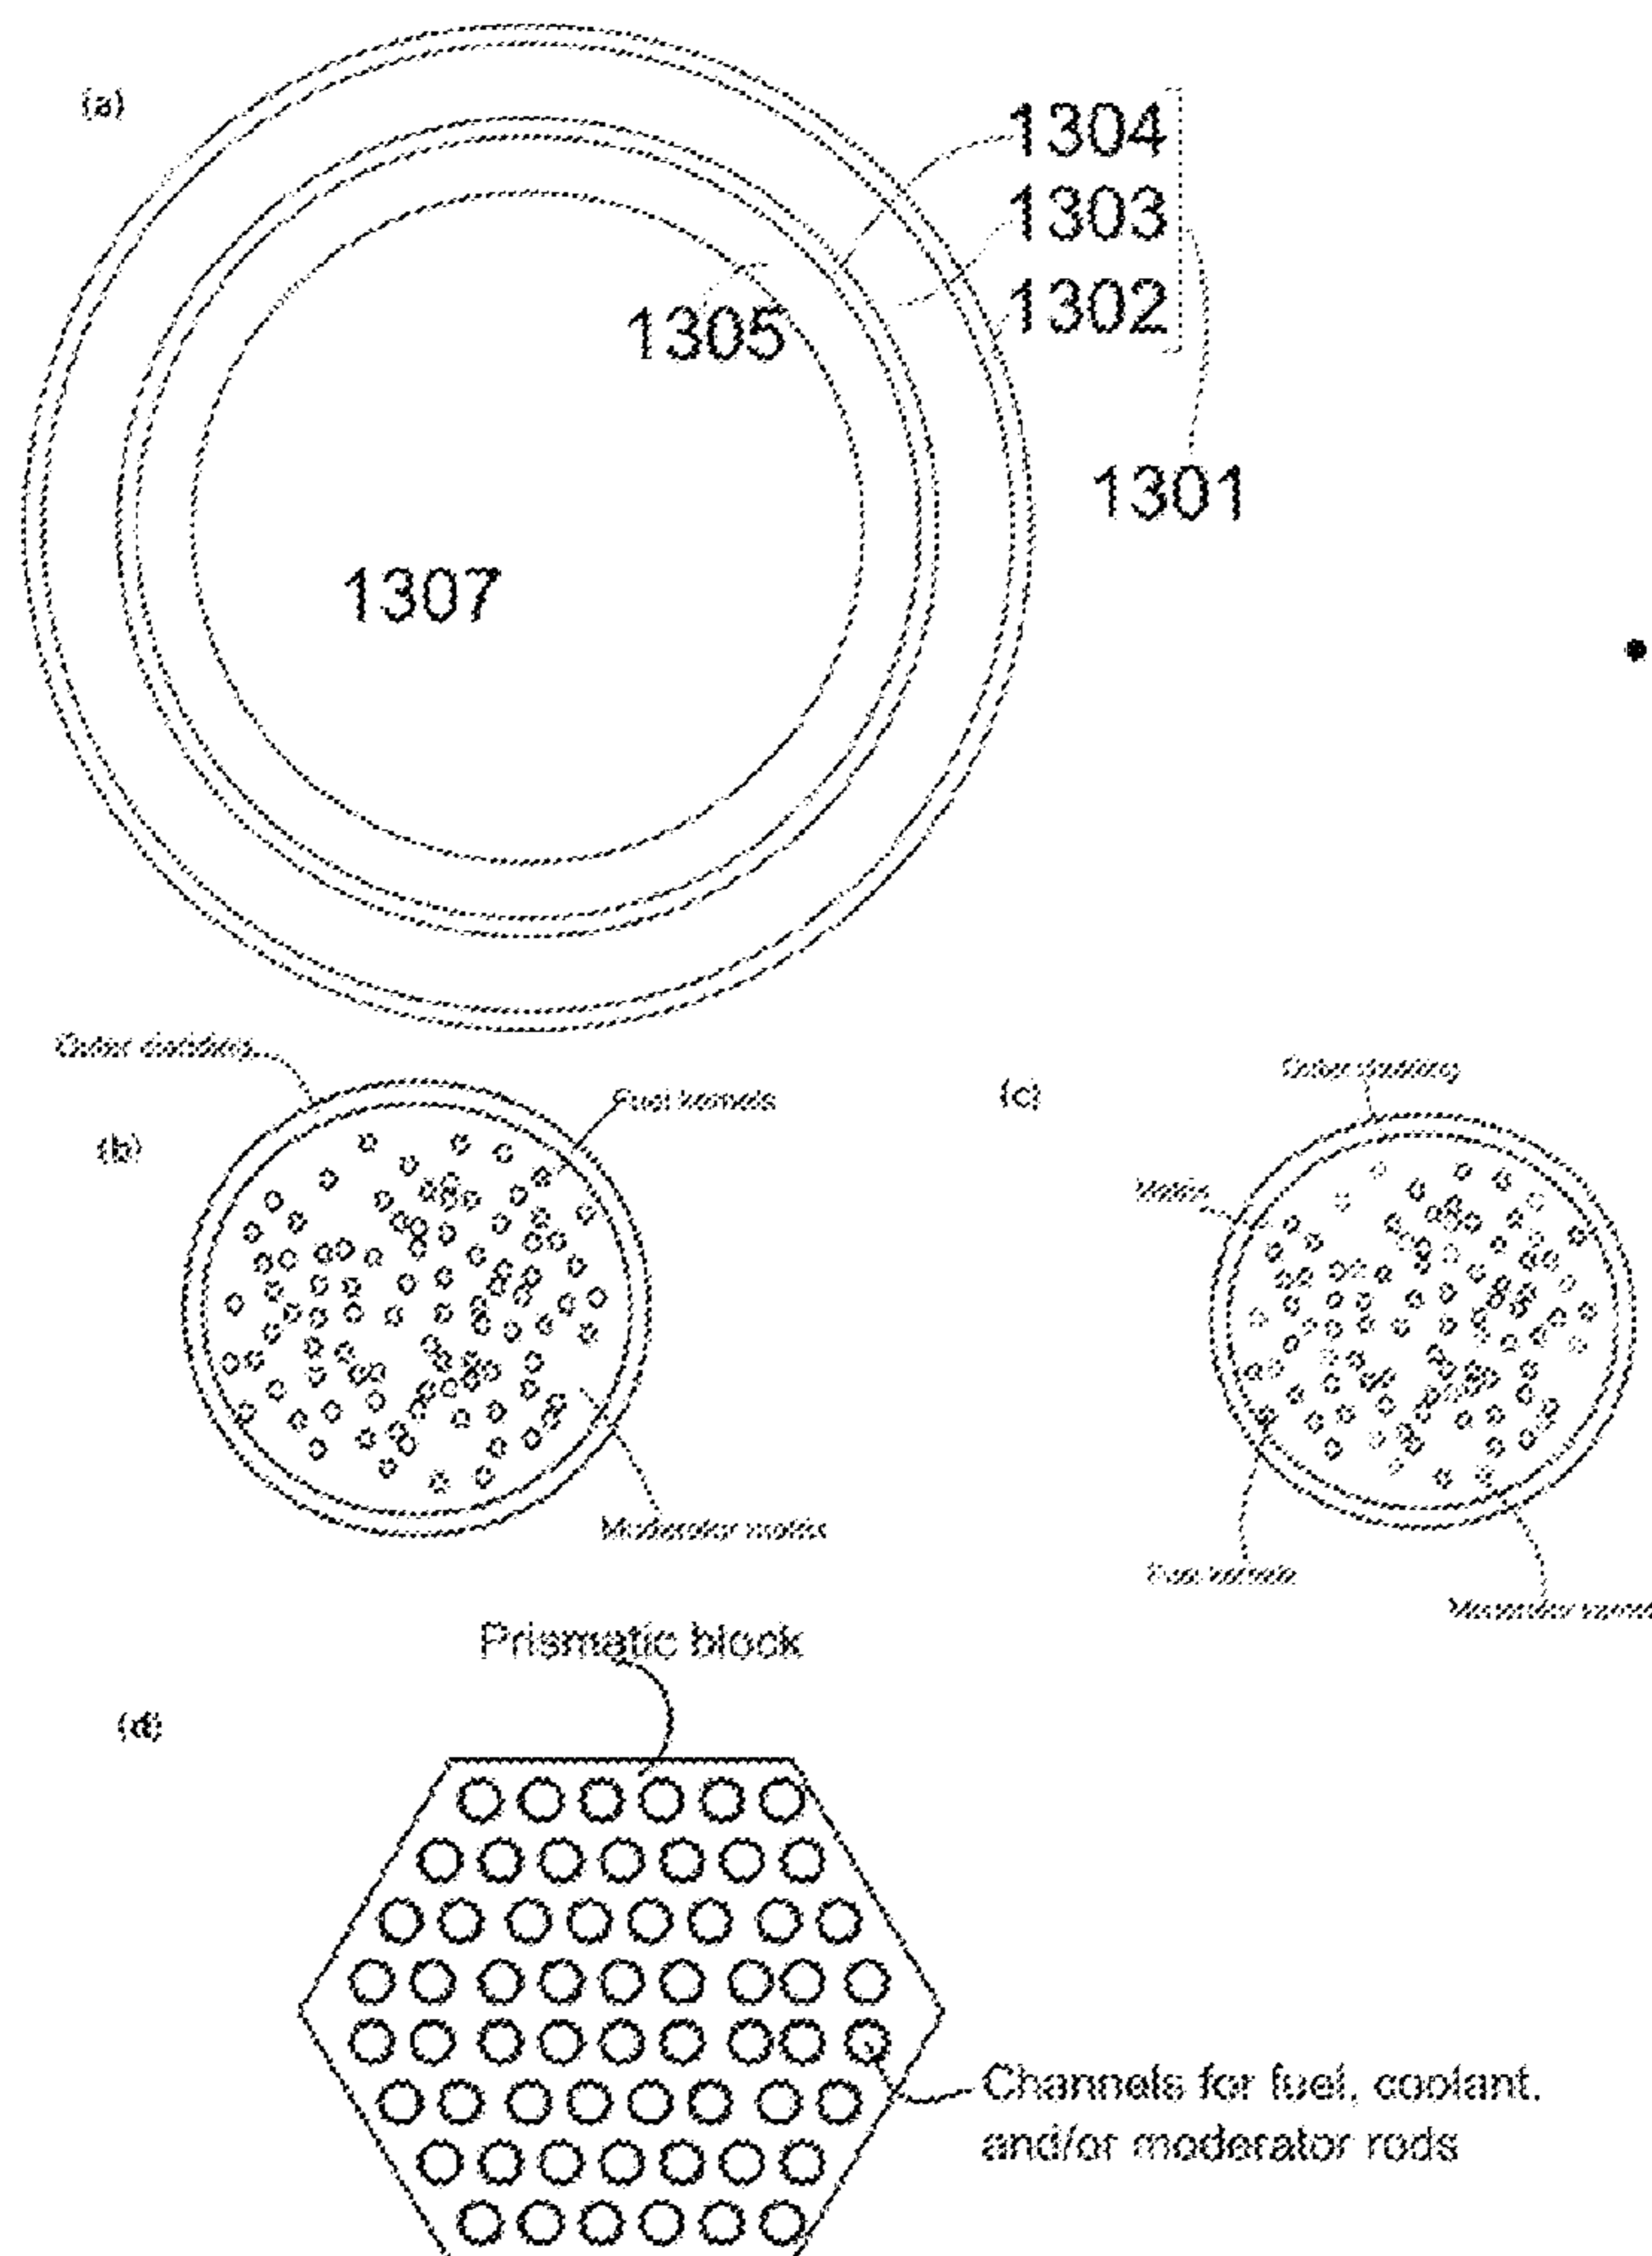 (a)
1304
1303
1302
1305
1301
1307
Outer cladding
Fuel kernels
(b)
(c)
Outer cladding
Matrix
Moderator matrix
Fuel kernels
Moderator
Prismatic block
(d)
Channels for fuel, coolant,
and/or moderator rods